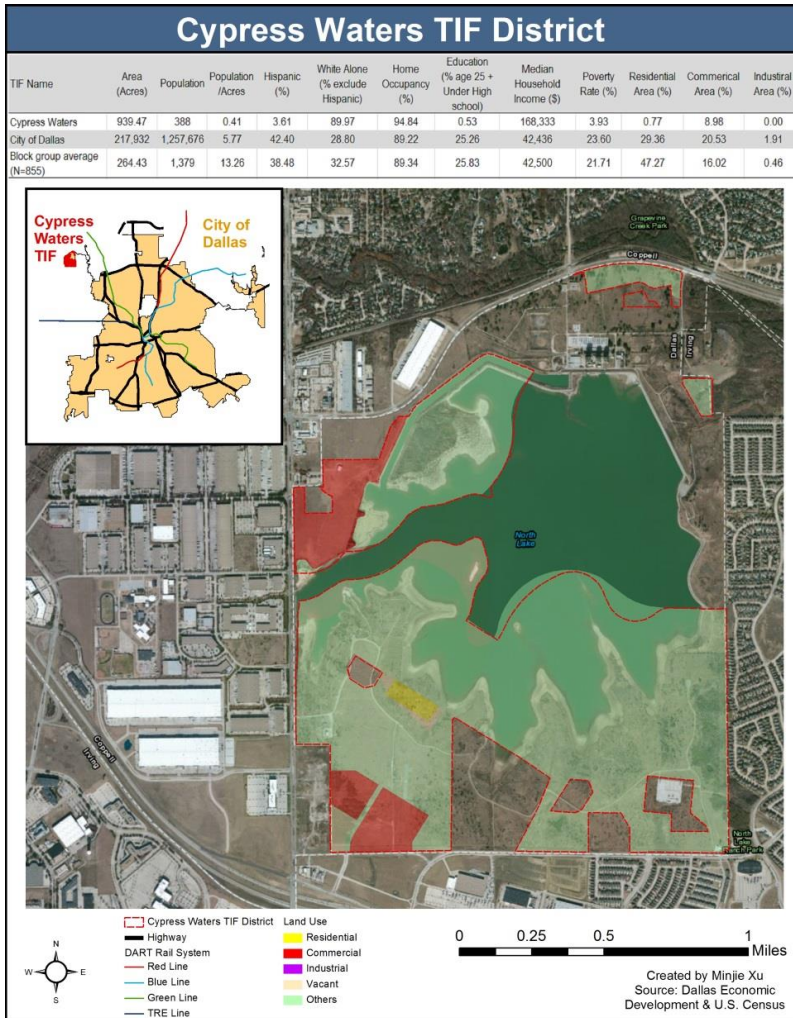 Cypress Waters TIF District
TIF Name Area (Acres) Population Population /Acres Hispanic (%) White Alone (% exclude Hispanic) Home Occupancy (%) Education (% age 25 + Under High school) Median Household Income ($) Poverty Rate (%) Residential Area (%) Commerical Area (%) Industiral Area (%)
Cypress Waters 939.47 388 0.41 3.61 89.97 94.84 0.53 168,333 3.93 0.77 8.98 0.00
City of Dallas 217,932 1,257,676 5.77 42.40 28.80 89.22 25.26 42,436 23.60 29.36 20.53 1.91
Block group average (N=855) 264.43 1,379 13.26 38.48 32.57 89.34 25.83 42,500 21.71 47.27 16.02 0.46
Cypress
Waters
TIF
City of
Dallas
Grapevine
Creek Park
Coppell
Dallas
Irving
North
Lake
Coppell
Irving
North
Lake
Ranch Park
N
W E
S
Cypress Waters TIF District
Highway
DART Rail System
Red Line
Blue Line
Green Line
TRE Line
Land Use
Residential
Commercial
Industrial
Vacant
Others
0 0.25 0.5 1
Miles
Created by Minjie Xu
Source: Dallas Economic
Development & U.S. Census